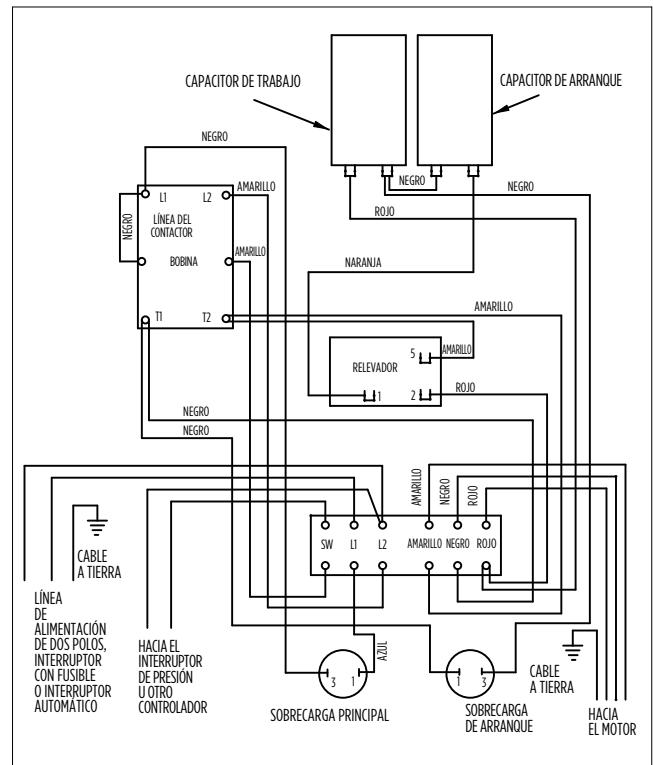 CAPACITOR DE TRABAJO
CAPACITOR DE ARRANQUE
NEGRO
NEGRO
NEGRO
ROJO
L1
L2
AMARILLO
LÍNEA DEL
CONTACTOR
NEGRO
BOBINA
AMARILLO
NARANJA
T1
T2
AMARILLO
5
AMARILLO
RELEVADOR
1
2
ROJO
NEGRO
NEGRO
AMARILLO
NEGRO
ROJO
SW
L1
L2
AMARILLO
NEGRO
ROJO
CABLE
A TIERRA
LÍNEA
DE
ALIMENTACIÓN
DE DOS POLOS,
INTERRUPTOR
CON FUSIBLE
O INTERRUPTOR
AUTOMÁTICO
HACIA EL
INTERRUPTOR
DE PRESIÓN
U OTRO
CONTROLADOR
AZUL
3
1
SOBRECARGA PRINCIPAL
1
3
SOBRECARGA
DE ARRANQUE
CABLE
A TIERRA
HACIA
EL MOTOR